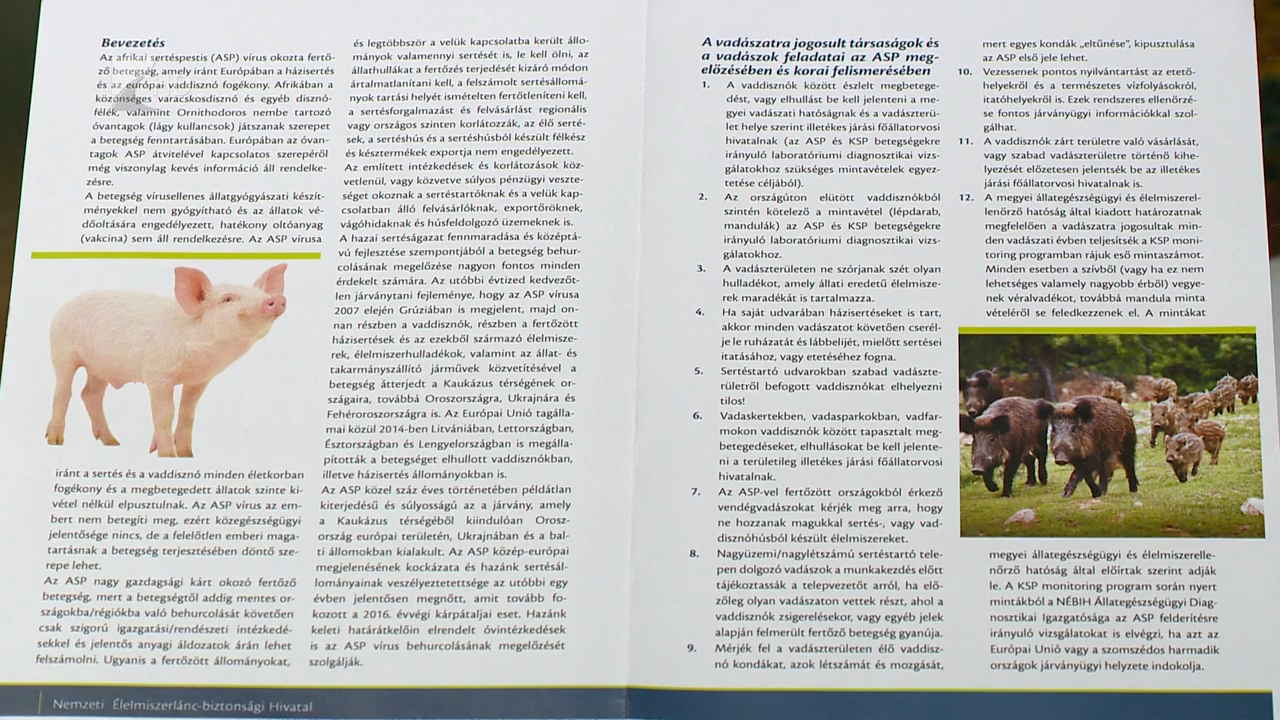 Bevezetés
Az afrikai sertéspestis (ASP) vírus okozta fertő-
ző betegség, amely iránt Európában a házisertés
és az európai vaddisznó fogékony. Afrikában a
közönséges varacskosdisznó és egyéb disznó-
félék, valamint Ornithodoros nembe tartozó
óvantagok (lágy kullancsok) játszanak szerepet
a betegség fenntartásában. Európában az óvan-
tagok ASP átvitelével kapcsolatos szerepéről
még viszonylag kevés információ áll rendelke-
zésre.
A betegség vírusellenes állatgyógyászati készít-
ményekkel nem gyógyítható és az állatok vé-
dőoltására engedélyezett, hatékony oltóanyag
(vakcina) sem áll rendelkezésre. Az ASP vírusa
iránt a sertés és a vaddisznó minden életkorban
fogékony és a megbetegedett állatok szinte ki-
vétel nélkül elpusztulnak. Az ASP vírus az em-
bert nem betegíti meg, ezért közegészségügyi
jelentősége nincs, de a felelőtlen emberi maga-
tartásnak a betegség terjesztésében döntő sze-
repe lehet.
Az ASP nagy gazdasági kárt okozó fertőző
betegség, mert a betegségtől addig mentes or-
szágokba/régiókba való behurcolását követően
csak szigorú igazgatási/rendészeti intézkedé-
sekkel és jelentős anyagi áldozatok árán lehet
felszámolni. Ugyanis a fertőzött állományokat,
és legtöbbször a velük kapcsolatba került állo-
mányok valamennyi sertését is, le kell ölni, az
állathullákat a fertőzés terjedését kizáró módon
ártalmatlanítani kell, a felszámolt sertésállomá-
nyok tartási helyét ismételten fertőtleníteni kell,
a sertésforgalmazást és felvásárlást regionális
vagy országos szinten korlátozzák, az élő serté-
sek, a sertéshús és a sertéshúsból készült félkész
és késztermékek exportja nem engedélyezett.
Az említett intézkedések és korlátozások köz-
vetlenül, vagy közvetve súlyos pénzügyi veszte-
séget okoznak a sertéstartóknak és a velük kap-
csolatban álló felvásárlóknak, exportőröknek,
vágóhidaknak és húsfeldolgozó üzemeknek is.
A hazai sertéságazat fennmaradása és középtá-
vú fejlesztése szempontjából a betegség behur-
colásának megelőzése nagyon fontos minden
érdekelt számára. Az utóbbi évtized kedvezőt-
len járványtani fejleménye, hogy az ASP vírusa
2007 elején Grúziában is megjelent, majd on-
nan részben a vaddisznók, részben a fertőzött
házisertések és az ezekből származó élelmisze-
rek, élelmiszerhulladékok, valamint az állat- és
takarmányszállító járművek közvetítésével a
betegség átterjedt a Kaukázus térségének or-
szágaira, továbbá Oroszországra, Ukrajnára és
Fehéroroszországra is. Az Európai Unió tagálla-
mai közül 2014-ben Litvániában, Lettországban,
Észtországban és Lengyelországban is megálla-
pították a betegséget elhullott vaddisznókban,
illetve házisertés állományokban is.
Az ASP közel száz éves történetében példátlan
kiterjedésű és súlyosságú az a járvány, amely
a Kaukázus térségéből kiindulóan Orosz-
ország európai területén, Ukrajnában és a bal-
ti államokban kialakult. Az ASP közép-európai
megjelenésének kockázata és hazánk sertésál-
lományainak veszélyeztetettsége az utóbbi egy
évben jelentősen megnőtt, amit tovább fo-
kozott a 2016. évvégi kárpátaljai eset. Hazánk
keleti határátkelőin elrendelt óvintézkedések
is az ASP vírus behurcolásának megelőzését
szolgálják.
A vadászatra jogosult társaságok és
a vadászok feladatai az ASP meg-
előzésében és korai felismerésében
1. A vaddisznók között észlelt megbetege-
dést, vagy elhullást be kell jelenteni a me-
gyei vadászati hatóságnak és a vadászterü-
let helye szerint illetékes járási főállatorvosi
hivatalnak (az ASP és KSP betegségekre
irányuló laboratóriumi diagnosztikai vizs-
gálatokhoz szükséges mintavételek egyez-
tetése céljából).
2. Az országúton elütött vaddisznókból
szintén kötelező a mintavétel (lépdarab,
mandulák) az ASP és KSP betegségekre
irányuló laboratóriumi diagnosztikai vizs-
gálatokhoz.
3. A vadászterületen ne szórjanak szét olyan
hulladékot, amely állati eredetű élelmisze-
rek maradékát is tartalmazza.
4. Ha saját udvarában házisertéseket is tart,
akkor minden vadászatot követően cserél-
je le ruházatát és lábbelijét, mielőtt sertései
itatásához, vagy etetéséhez fogna.
5. Sertéstartó udvarokban szabad vadászte-
rületről befogott vaddisznókat elhelyezni
tilos!
6. Vadaskertekben, vadasparkokban, vadfar-
mokon vaddisznók között tapasztalt meg-
betegedéseket, elhullásokat be kell jelente-
ni a területileg illetékes járási főállatorvosi
hivatalnak.
7. Az ASP-vel fertőzött országokból érkező
vendégvadászokat kérjék meg arra, hogy
ne hozzanak magukkal sertés-, vagy vad-
disznóhúsból készült élelmiszereket.
8. Nagyüzemi/nagylétszámú sertéstartó tele-
pen dolgozó vadászok a munkakezdés előtt
tájékoztassák a telepvezetőt arról, ha elő-
zőleg olyan vadászaton vettek részt, ahol a
vaddisznók zsigerelésekor, vagy egyéb jelek
alapján felmerült fertőző betegség gyanúja.
9. Mérjék fel a vadászterületen élő vaddisz-
nó kondákat, azok létszámát és mozgását,
mert egyes kondák „eltűnése”, kipusztulása
az ASP első jele lehet.
10. Vezessenek pontos nyilvántartást az etető-
helyekről és a természetes vízfolyásokról,
itatóhelyekről is. Ezek rendszeres ellenőrzé-
se fontos járványügyi információkkal szol-
gálhat.
11. A vaddisznók zárt területre való vásárlását,
vagy szabad vadászterületre történő kihe-
lyezését előzetesen jelentsék be az illetékes
járási főállatorvosi hivatalnak is.
12. A megyei állategészségügyi és élelmiszerel-
lenőrző hatóság által kiadott határozatnak
megfelelően a vadászatra jogosultak min-
den vadászati évben teljesítsék a KSP moni-
toring programban rájuk eső mintaszámot.
Minden esetben a szívből (vagy ha ez nem
lehetséges valamely nagyobb érből) vegye-
nek véralvadékot, továbbá mandula minta
vételéről se feledkezzenek el. A mintákat
megyei állategészségügyi és élelmiszerelle-
nőrző hatóság által előírtak szerint adják
le. A KSP monitoring program során nyert
mintákból a NÉBIH Állategészségügyi Diag-
nosztikai Igazgatósága az ASP felderítésre
irányuló vizsgálatokat is elvégzi, ha azt az
Európai Unió vagy a szomszédos harmadik
országok járványügyi helyzete indokolja.
Nemzeti Élelmiszerlánc-biztonsági Hivatal